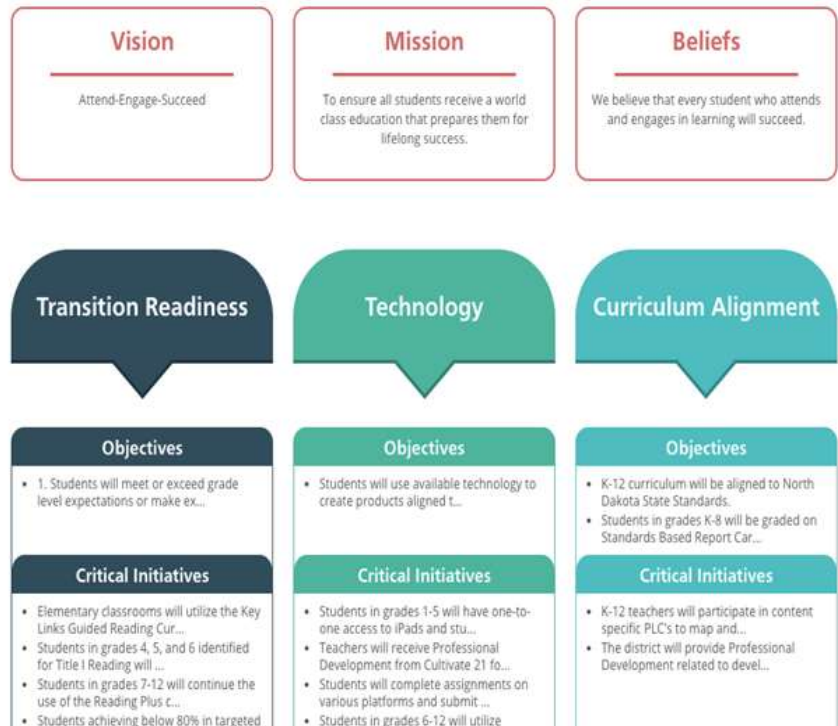 Vision
Attend-Engage-Succeed
Mission
To ensure all students receive a world
class education that prepares them for
lifelong success.
Beliefs
We believe that every student who attends
and engages in learning will succeed.
Transition Readiness
Technology
Curriculum Alignment
Objectives
• 1. Students will meet or exceed grade
level expectations or make ex...
Critical Initiatives
• Elementary classrooms will utilize the Key
Links Guided Reading Cur...
• Students in grades 4, 5, and 6 identified
for Title I Reading will ...
• Students in grades 7-12 will continue the
use of the Reading Plus c...
• Students achieving below 80% in targeted
Objectives
• Students will use available technology to
create products aligned t...
Critical Initiatives
• Students in grades 1-5 will have one-to-
one access to iPads and stu...
• Teachers will receive Professional
Development from Cultivate 21 fo...
• Students will complete assignments on
various platforms and submit ...
• Students in grades 6-12 will utilize
Objectives
• K-12 curriculum will be aligned to North
Dakota State Standards.
• Students in grades K-8 will be graded on
Standards Based Report Car...
Critical Initiatives
• K-12 teachers will participate in content
specific PLC's to map and...
• The district will provide Professional
Development related to devel...